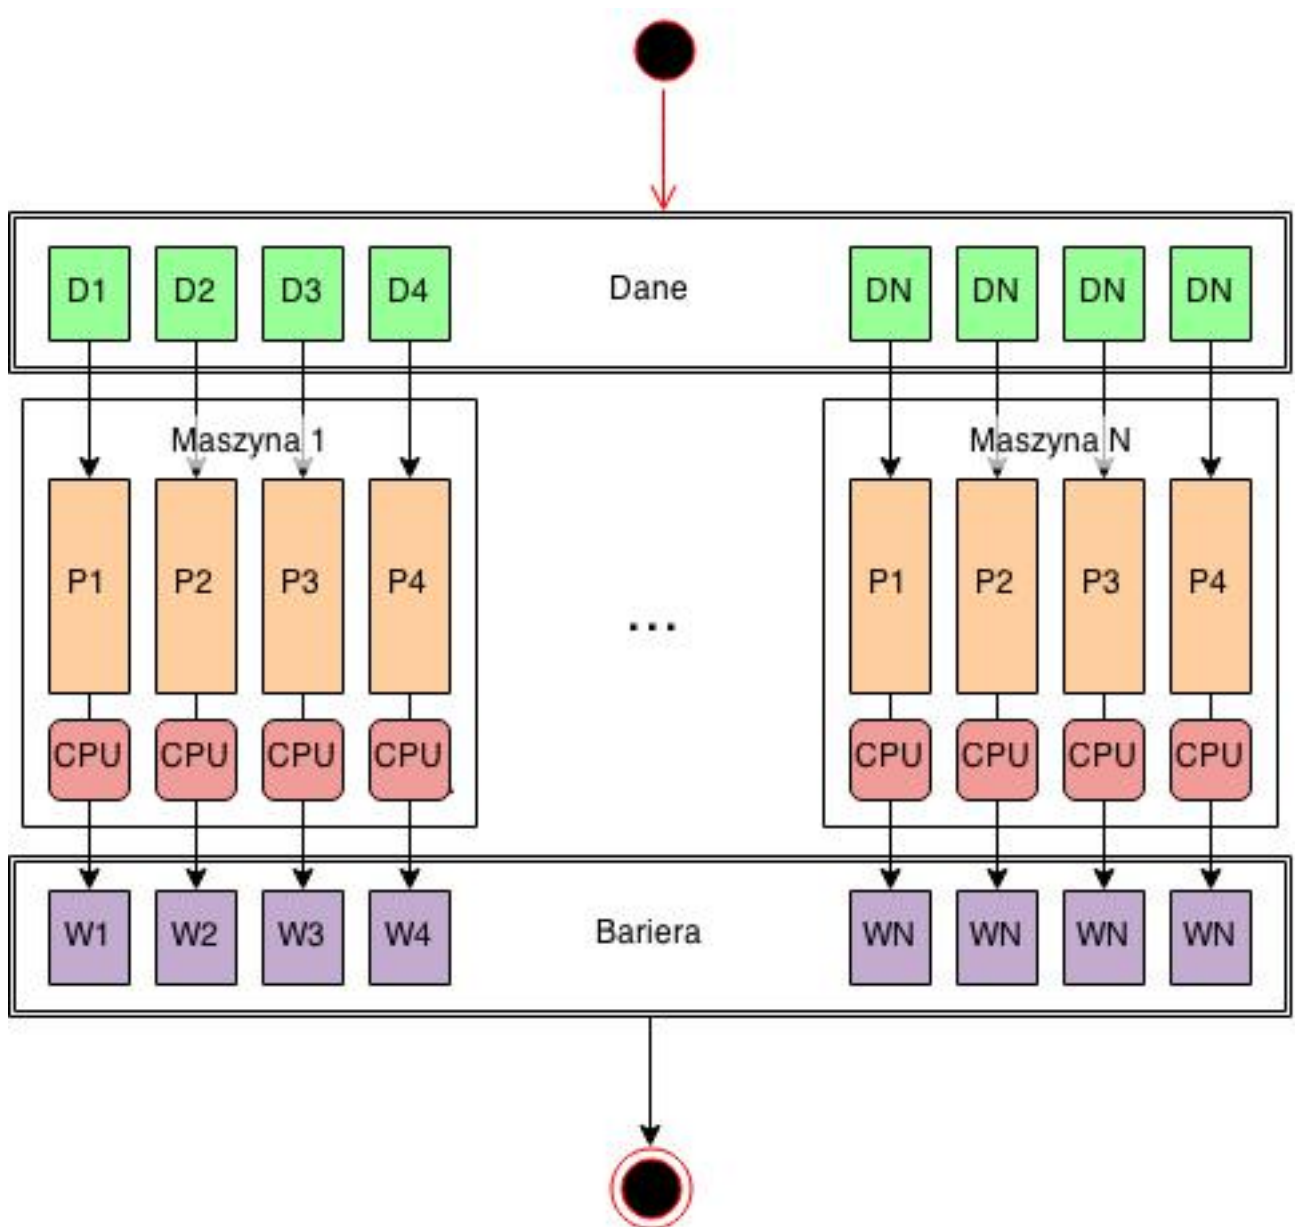 D1 D2 D3 D4 Dane DN DN DN DN
Maszyna 1 Maszyna N
P1 P2 P3 P4 ... P1 P2 P3 P4
CPU CPU CPU CPU CPU CPU CPU CPU
W1 W2 W3 W4 Bariera WN WN WN WN